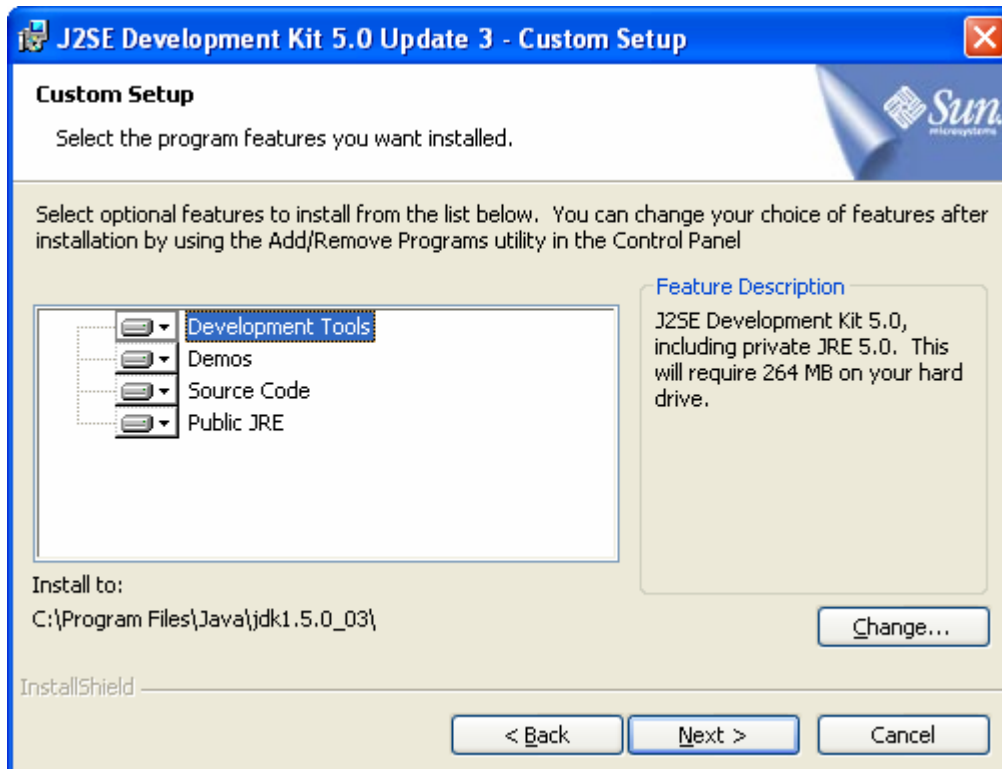 J2SE Development Kit 5.0 Update 3 - Custom Setup
Custom Setup
Select the program features you want installed.
Sun
microsystems
Select optional features to install from the list below.  You can change your choice of features after
installation by using the Add/Remove Programs utility in the Control Panel
Development Tools
Demos
Source Code
Public JRE
Feature Description
J2SE Development Kit 5.0,
including private JRE 5.0.  This
will require 264 MB on your hard
drive.
Install to:
C:\Program Files\Java\jdk1.5.0_03\
Change...
InstallShield
< Back
Next >
Cancel